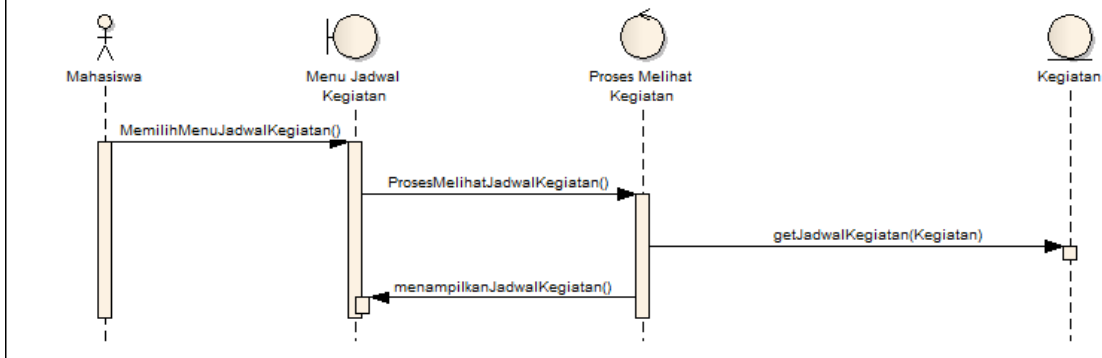 Mahasiswa
Menu Jadwal
Kegiatan
Proses Melihat
Kegiatan
Kegiatan
MemilihMenuJadwalKegiatan()
ProsesMelihatJadwalKegiatan()
getJadwalKegiatan(Kegiatan)
menampilkanJadwalKegiatan()